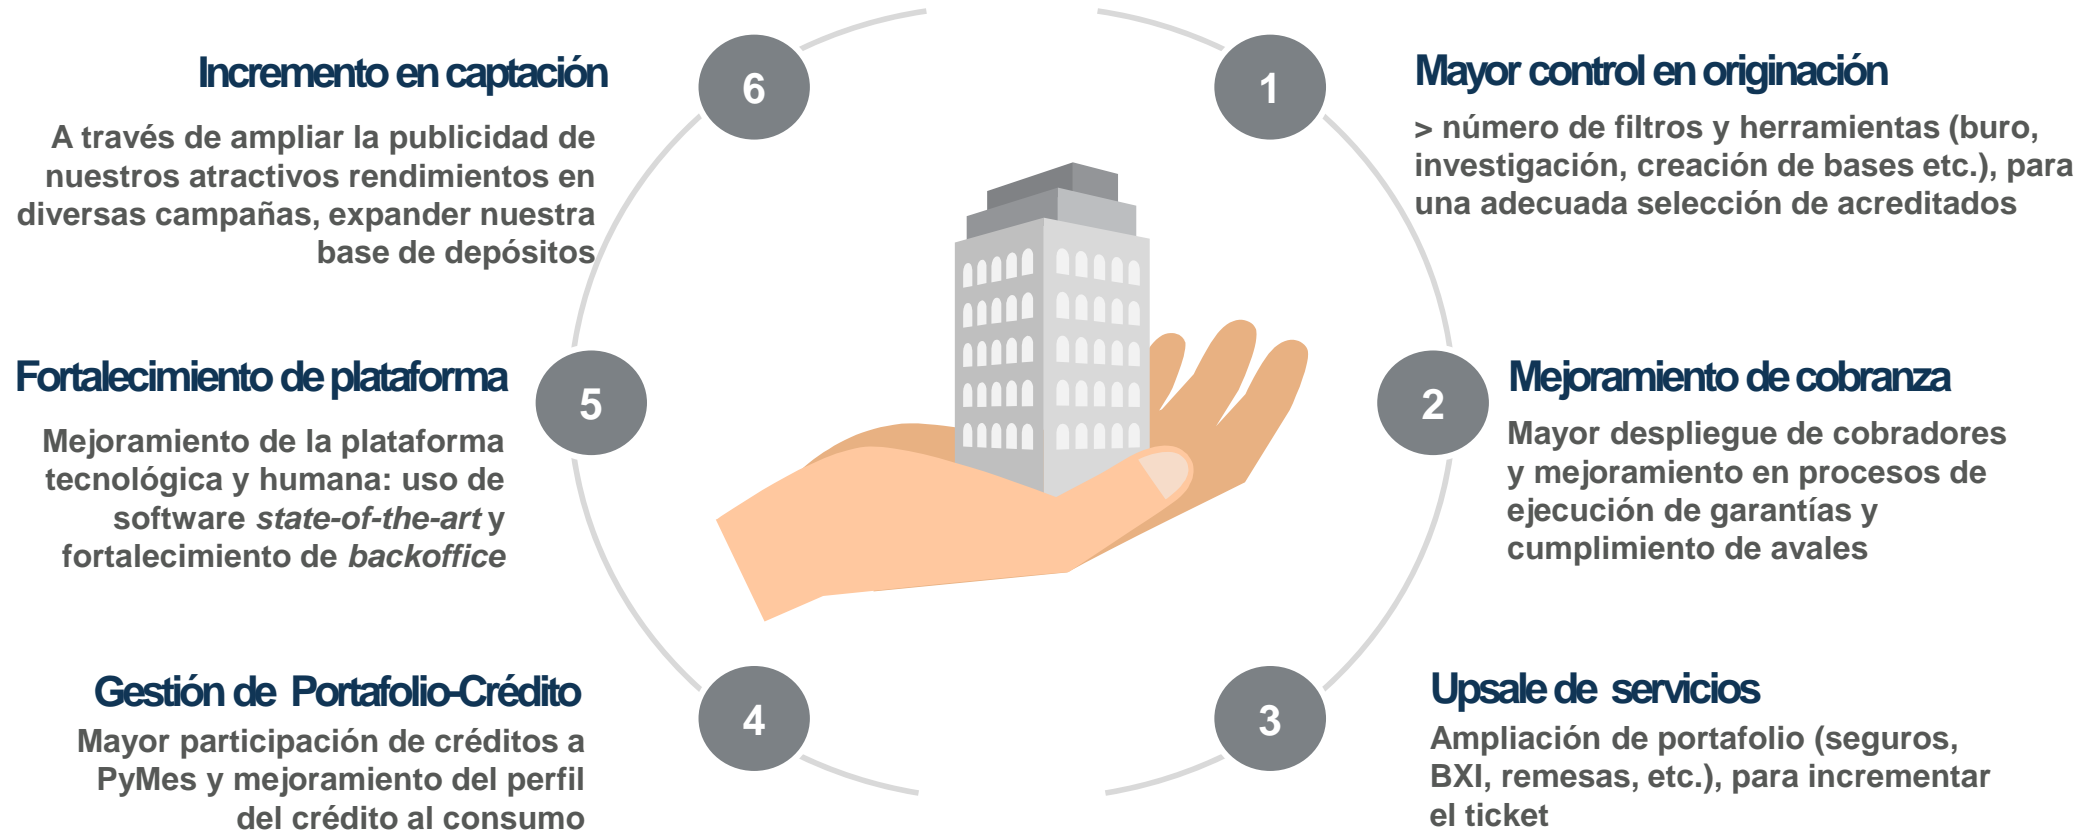 1
Mayor control en originación
> número de filtros y herramientas (buro,
investigación, creación de bases etc.), para
una adecuada selección de acreditados
2
Mejoramiento de cobranza
Mayor despliegue de cobradores
y mejoramiento en procesos de
ejecución de garantías y
cumplimiento de avales
3
Upsale de servicios
Ampliación de portafolio (seguros,
BXI, remesas, etc.), para incrementar
el ticket
4
Gestión de Portafolio-Crédito
Mayor participación de créditos a
PyMes y mejoramiento del perfil
del crédito al consumo
5
Fortalecimiento de plataforma
Mejoramiento de la plataforma
tecnológica y humana: uso de
software state-of-the-art y
fortalecimiento de backoffice
6
Incremento en captación
A través de ampliar la publicidad de
nuestros atractivos rendimientos en
diversas campañas, expander nuestra
base de depósitos